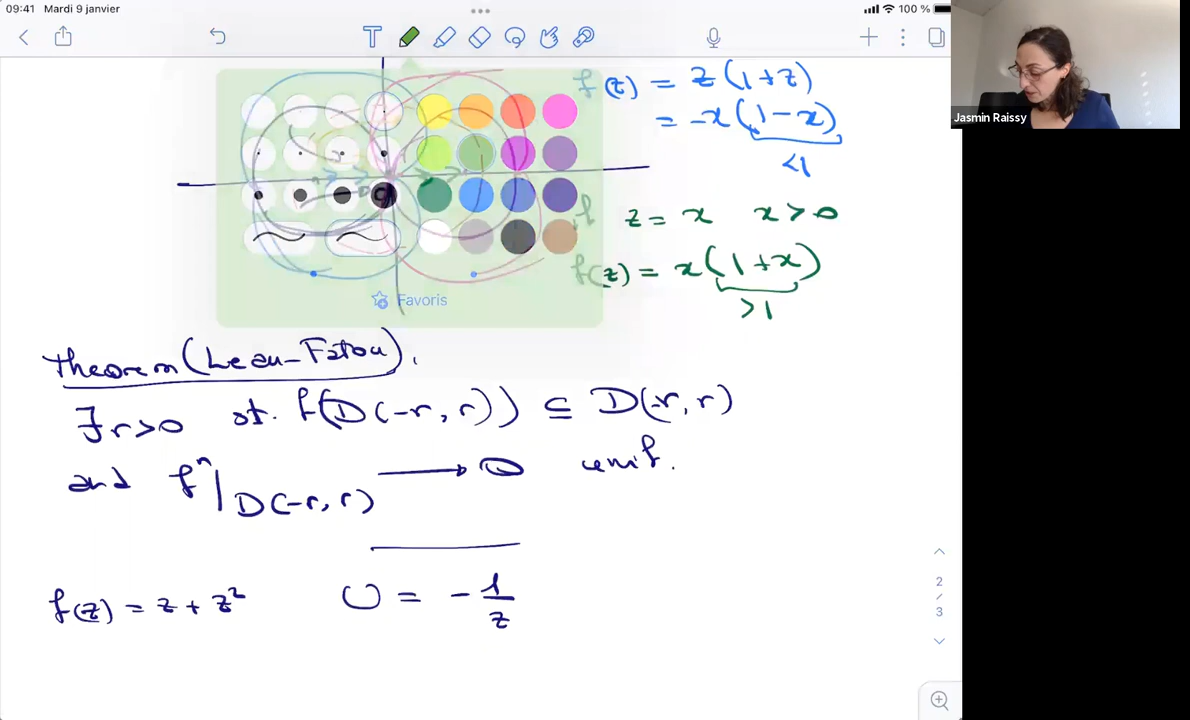 09:41 Mardi 9 janvier
100 %
T
Jasmin Raissy
f(z) = z(1+z)
= -x(1-x)
<1
z = x   x>0
f(z) = x(1+x)
>1
Favoris
Theorem (Leau-Fatou).
∃r>0 st. f(D(-r, r)) ⊆ D(-r, r)
and fⁿ|D(-r, r) → 0 unif.
f(z) = z + z²   U = - 1/z
2
/
3